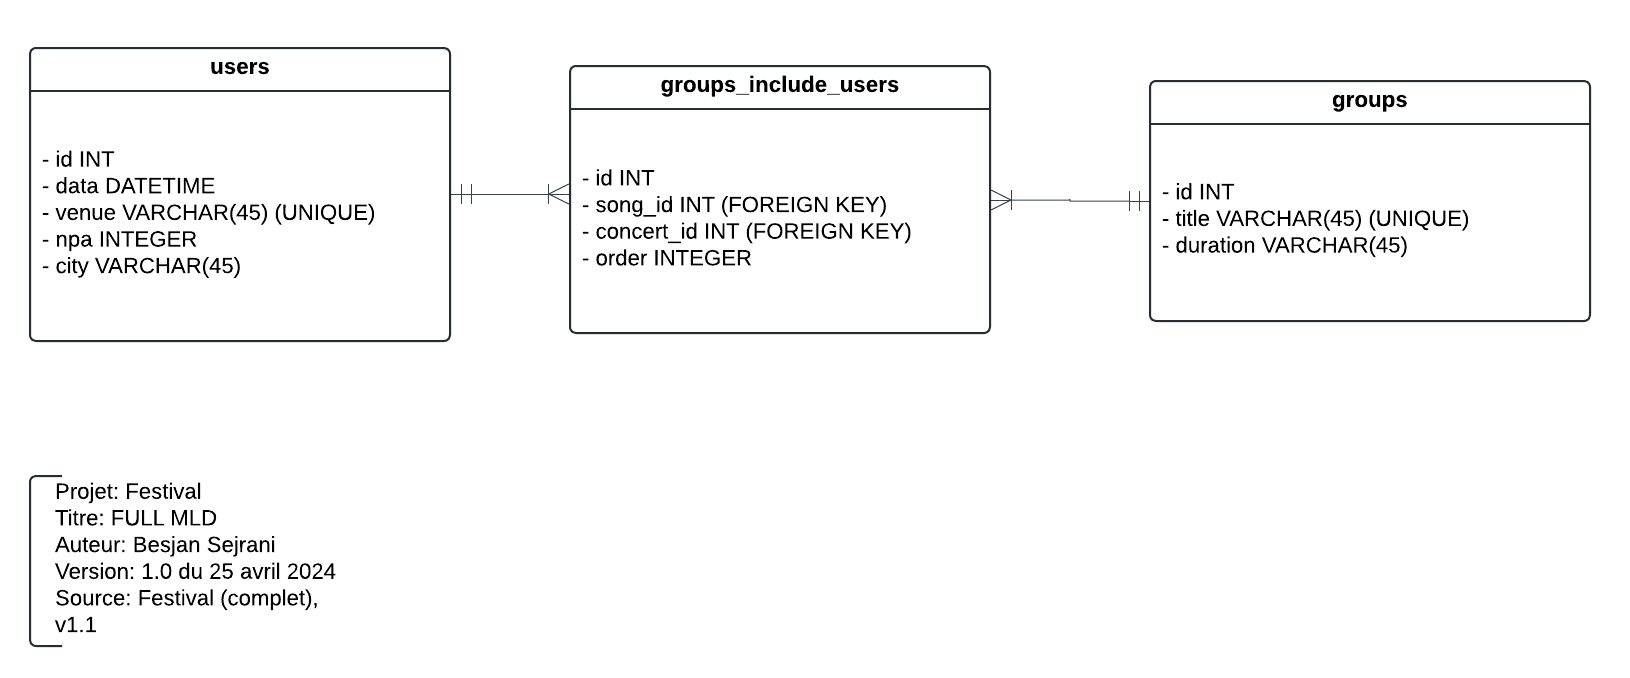 users
- id INT
- data DATETIME
- venue VARCHAR(45) (UNIQUE)
- npa INTEGER
- city VARCHAR(45)
groups_include_users
- id INT
- song_id INT (FOREIGN KEY)
- concert_id INT (FOREIGN KEY)
- order INTEGER
groups
- id INT
- title VARCHAR(45) (UNIQUE)
- duration VARCHAR(45)
Projet: Festival
Titre: FULL MLD
Auteur: Besjan Sejrani
Version: 1.0 du 25 avril 2024
Source: Festival (complet),
v1.1